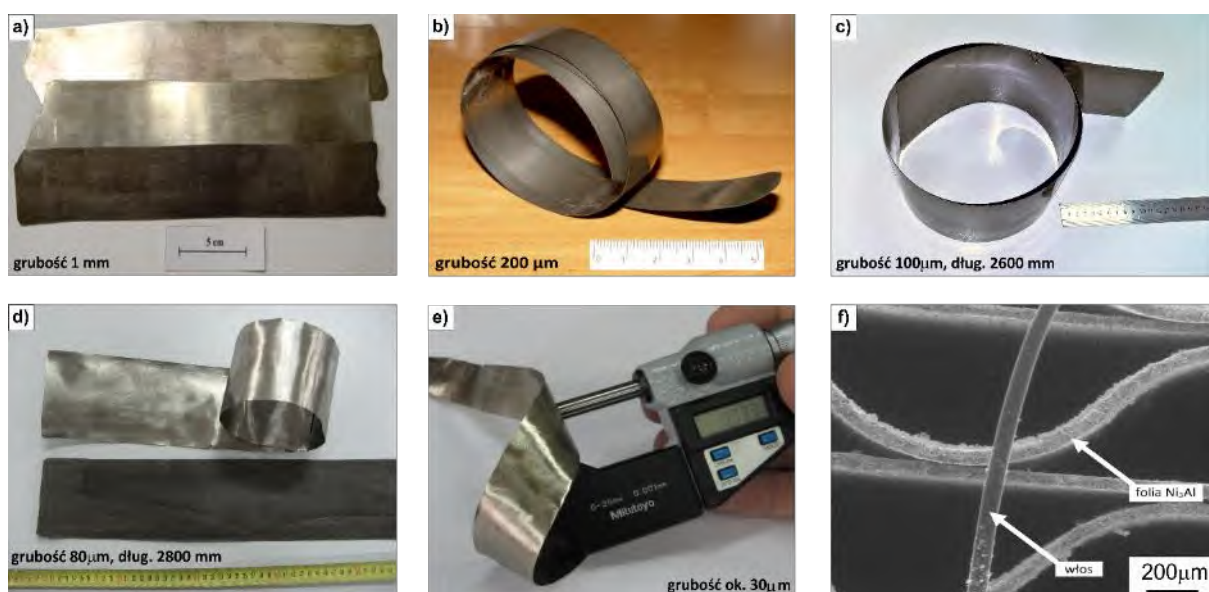 a)
5 cm
grubość 1 mm
b)
grubość 200 µm
c)
grubość 100µm, dług. 2600 mm
d)
grubość 80µm, dług. 2800 mm
e)
Mitutoyo
grubość ok. 30µm
f)
folia Ni₃Al
włos
200µm